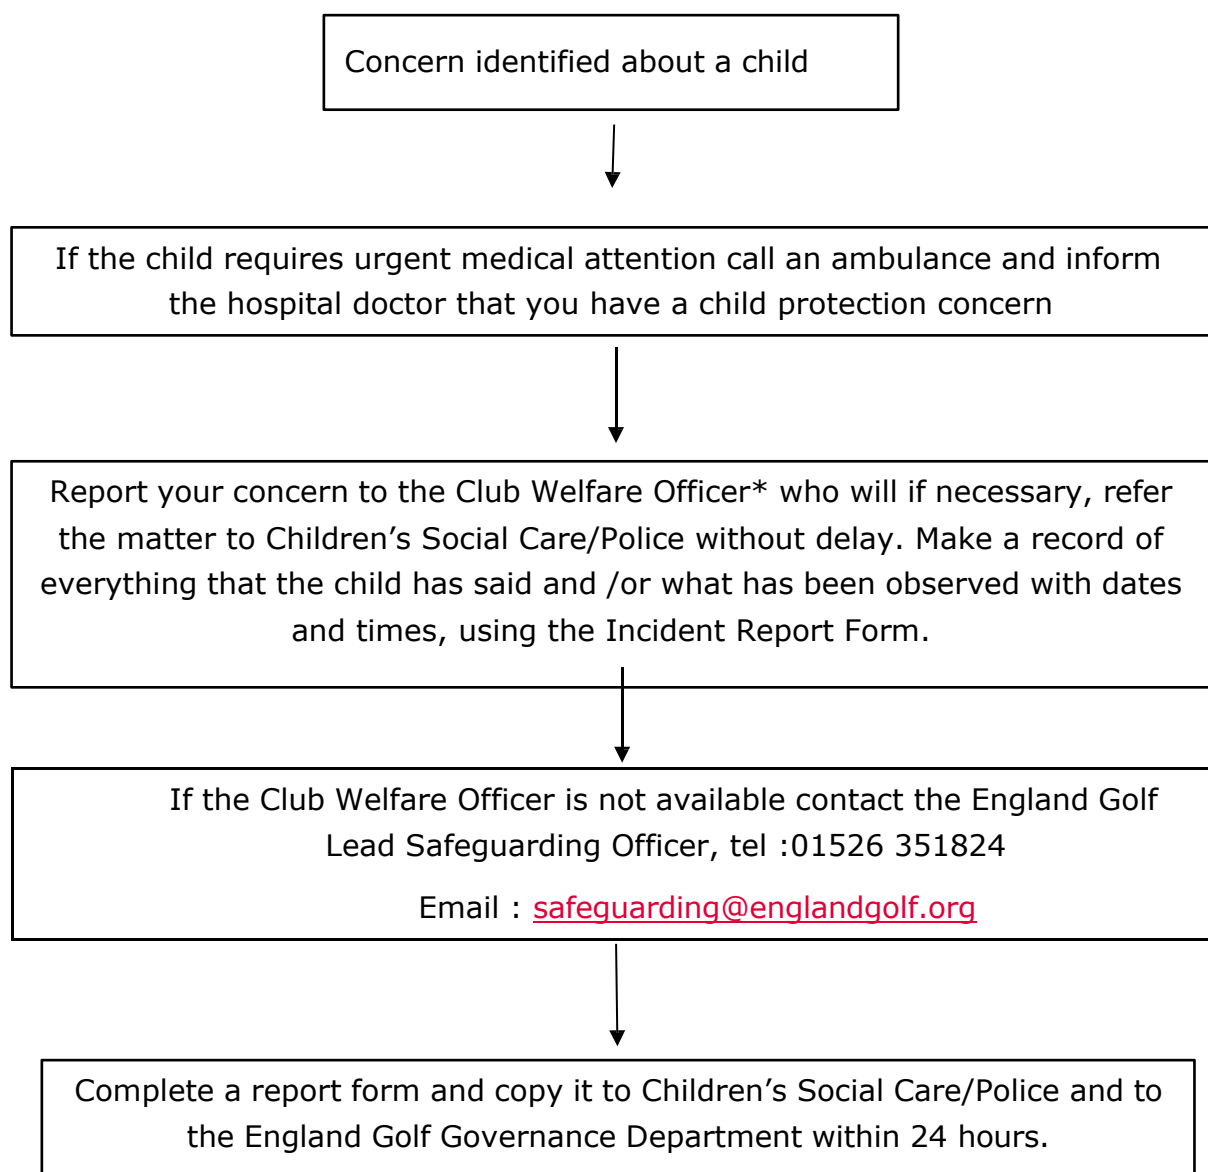 Concern identified about a child
If the child requires urgent medical attention call an ambulance and inform
the hospital doctor that you have a child protection concern
Report your concern to the Club Welfare Officer* who will if necessary, refer
the matter to Children’s Social Care/Police without delay. Make a record of
everything that the child has said and /or what has been observed with dates
and times, using the Incident Report Form.
If the Club Welfare Officer is not available contact the England Golf
Lead Safeguarding Officer, tel :01526 351824
Email : safeguarding@englandgolf.org
Complete a report form and copy it to Children’s Social Care/Police and to
the England Golf Governance Department within 24 hours.